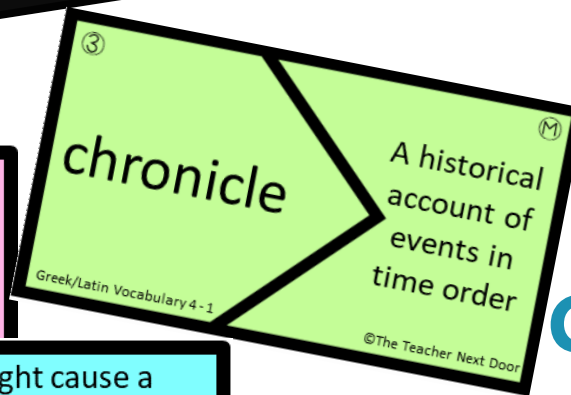 ③
chronicle
Greek/Latin Vocabulary 4-1
Ⓜ
A historical
account of
events in
time order
©The Teacher Next Door
ght cause a